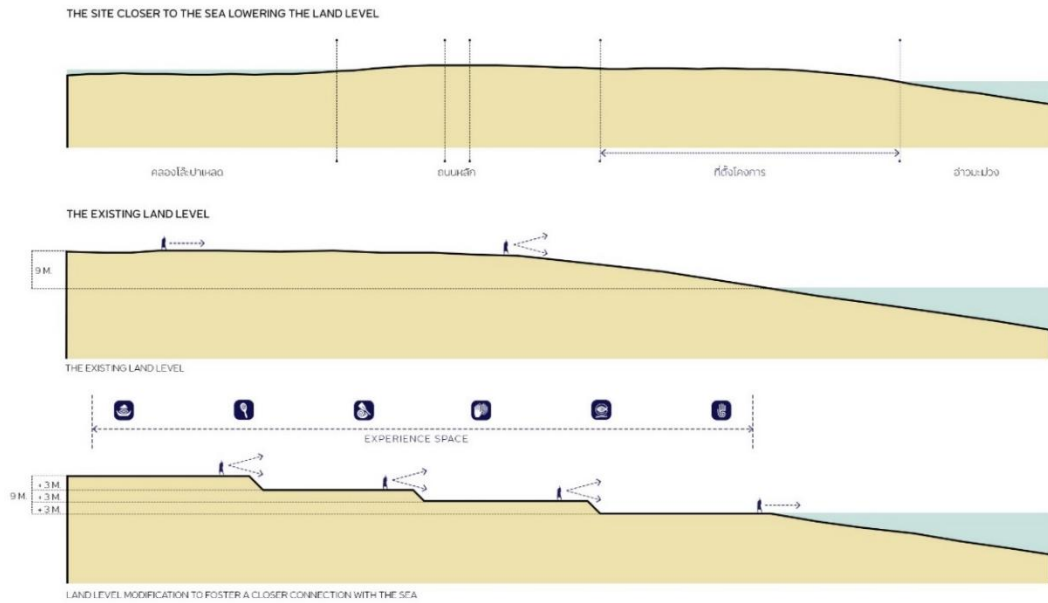 THE SITE CLOSER TO THE SEA LOWERING THE LAND LEVEL
คลองโล๊ะปาเหลด ถนนหลัก ที่ตั้งโครงการ อ่าวมะม่วง
THE EXISTING LAND LEVEL
9 M.
THE EXISTING LAND LEVEL
EXPERIENCE SPACE
9 M.
+3 M.
+3 M.
+3 M.
LAND LEVEL MODIFICATION TO FOSTER A CLOSER CONNECTION WITH THE SEA